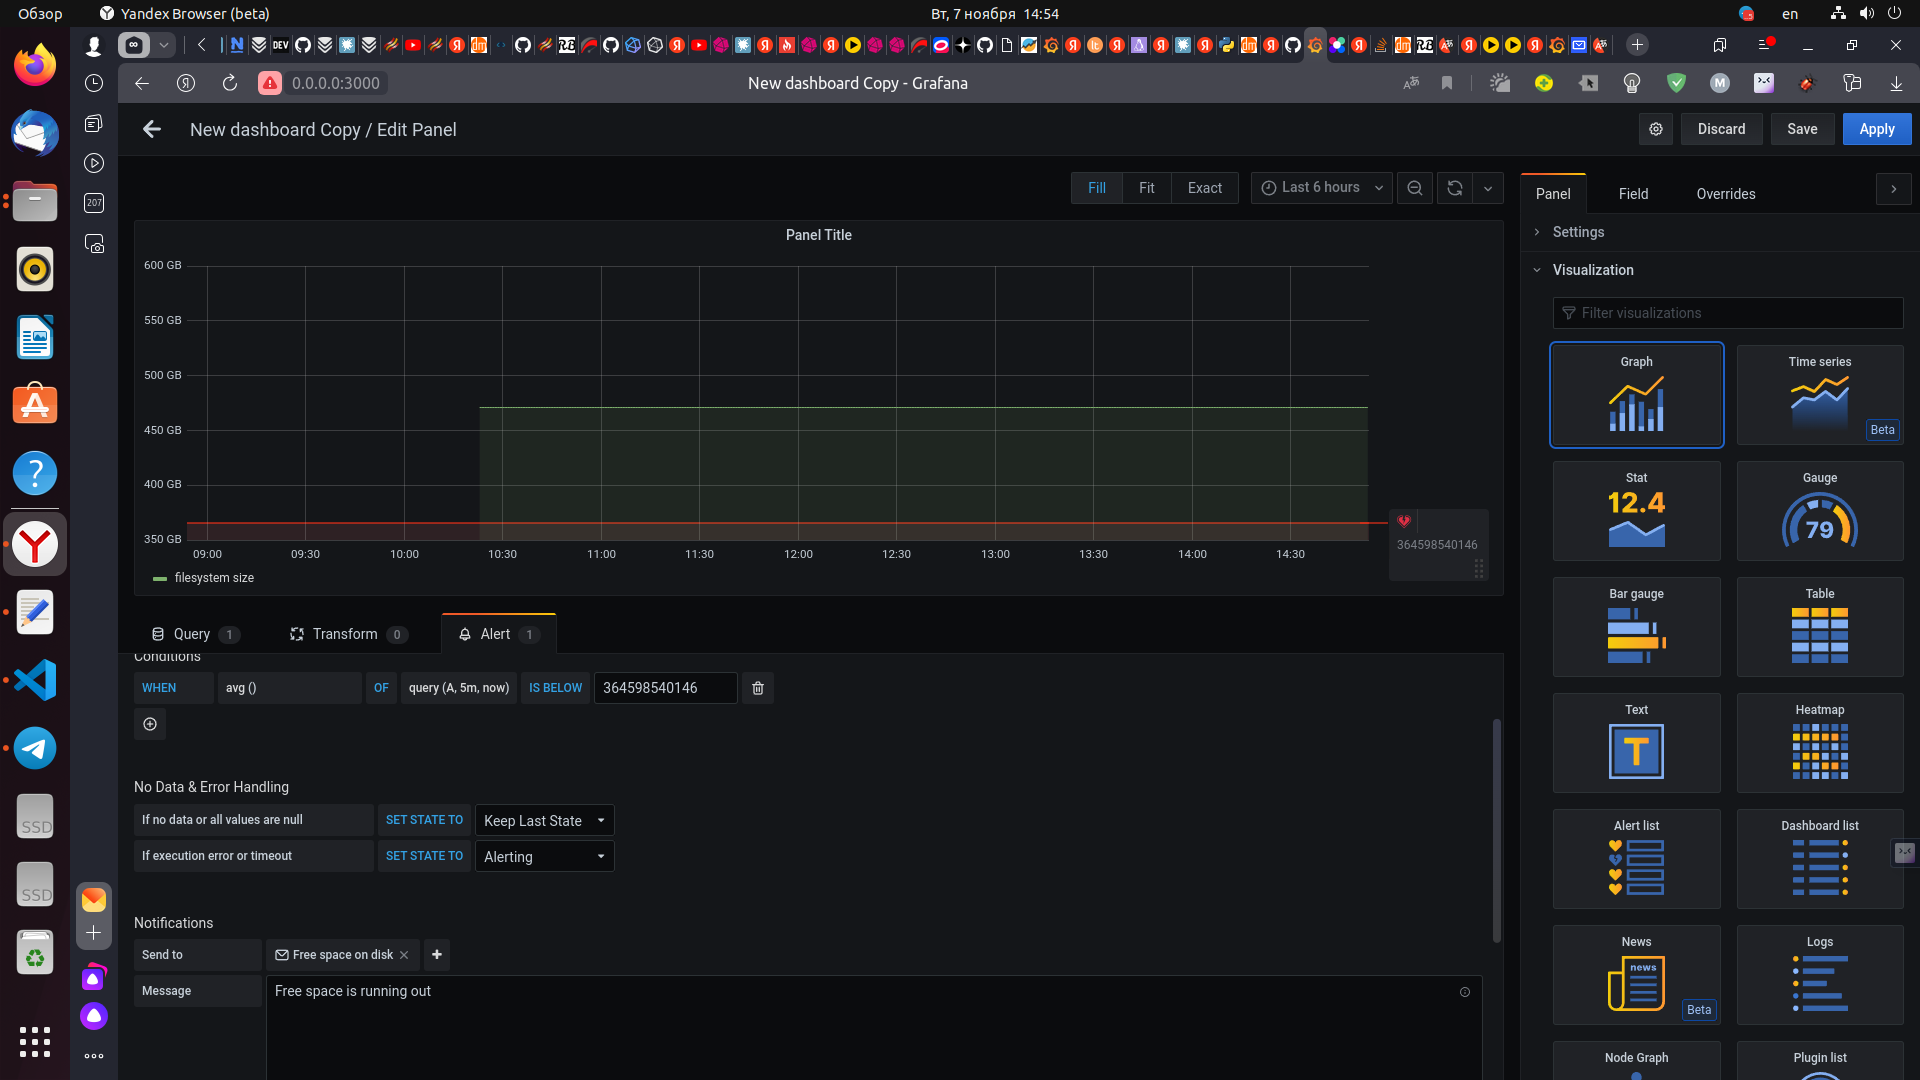 Обзор
Yandex Browser (beta)
Вт, 7 ноября 14:54
en
0.0.0.0:3000
New dashboard Copy - Grafana
New dashboard Copy / Edit Panel
Discard
Save
Apply
207
Fill
Fit
Exact
Last 6 hours
Panel
Field
Overrides
Panel Title
600 GB
550 GB
500 GB
450 GB
400 GB
350 GB
09:00
09:30
10:00
10:30
11:00
11:30
12:00
12:30
13:00
13:30
14:00
14:30
364598540146
filesystem size
Query 1
Transform 0
Alert 1
Conditions
WHEN
avg ()
OF
query (A, 5m, now)
IS BELOW
364598540146
No Data & Error Handling
If no data or all values are null
SET STATE TO
Keep Last State
If execution error or timeout
SET STATE TO
Alerting
Notifications
Send to
Free space on disk
Message
Free space is running out
Settings
Visualization
Filter visualizations
Graph
Time series
Beta
Stat
12.4
Gauge
79
Bar gauge
Table
Text
T
Heatmap
Alert list
Dashboard list
News
news
Beta
Logs
Node Graph
Plugin list
SSD
SSD